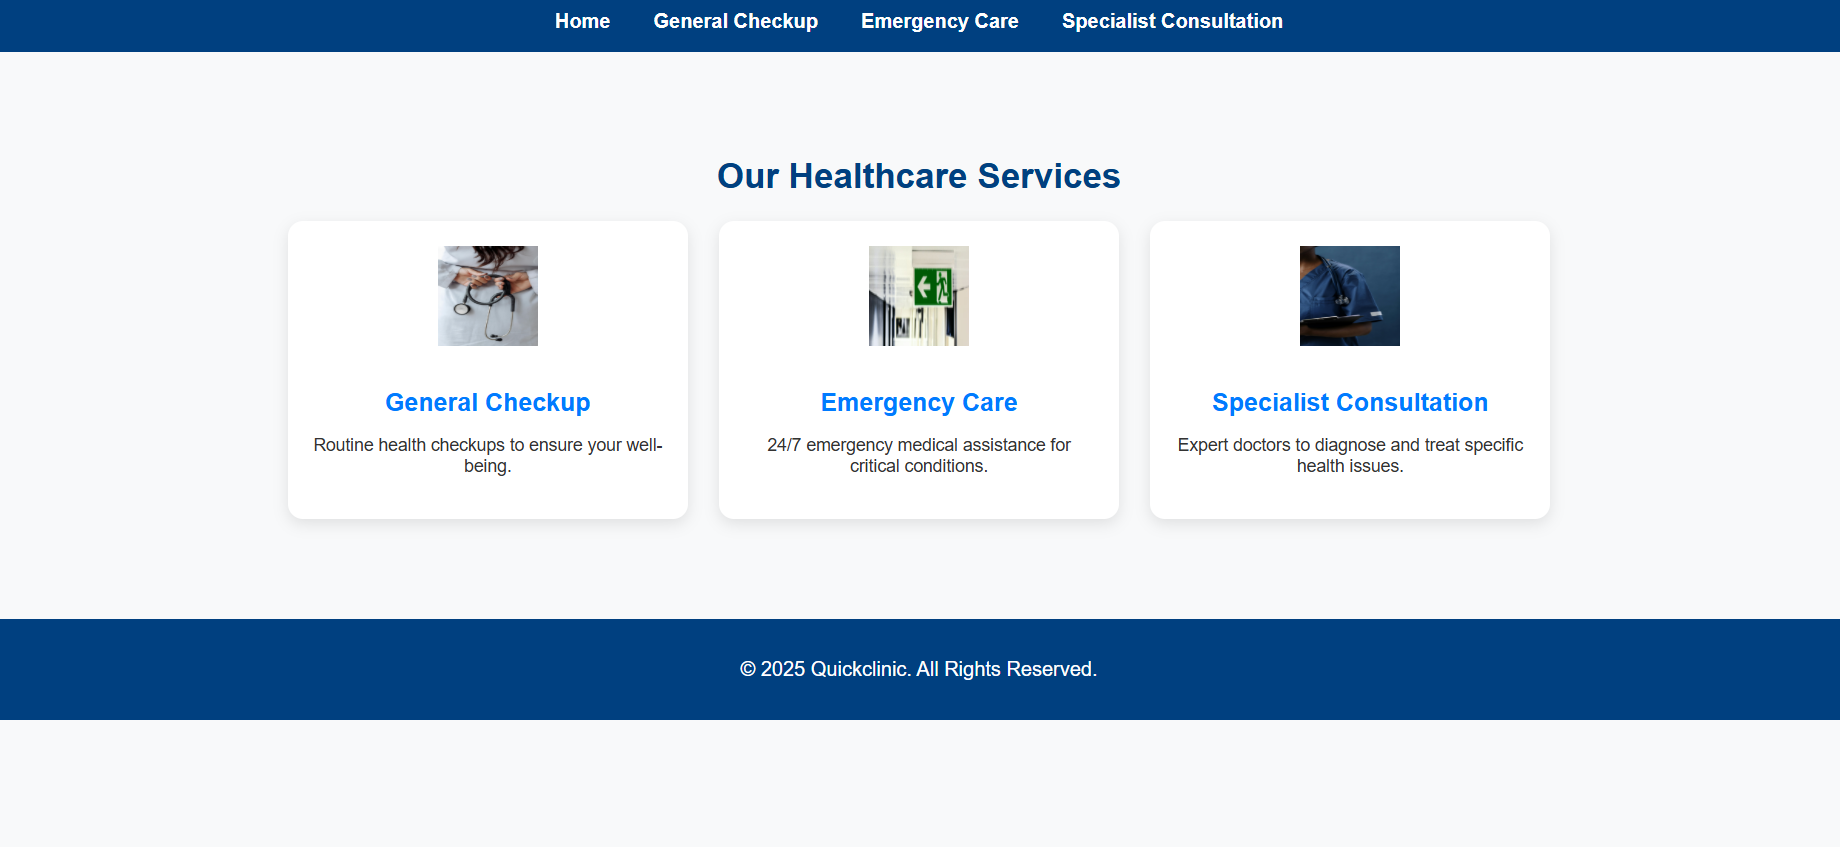 Home General Checkup Emergency Care Specialist Consultation
Our Healthcare Services
General Checkup
Routine health checkups to ensure your well-
being.
Emergency Care
24/7 emergency medical assistance for
critical conditions.
Specialist Consultation
Expert doctors to diagnose and treat specific
health issues.
© 2025 Quickclinic. All Rights Reserved.